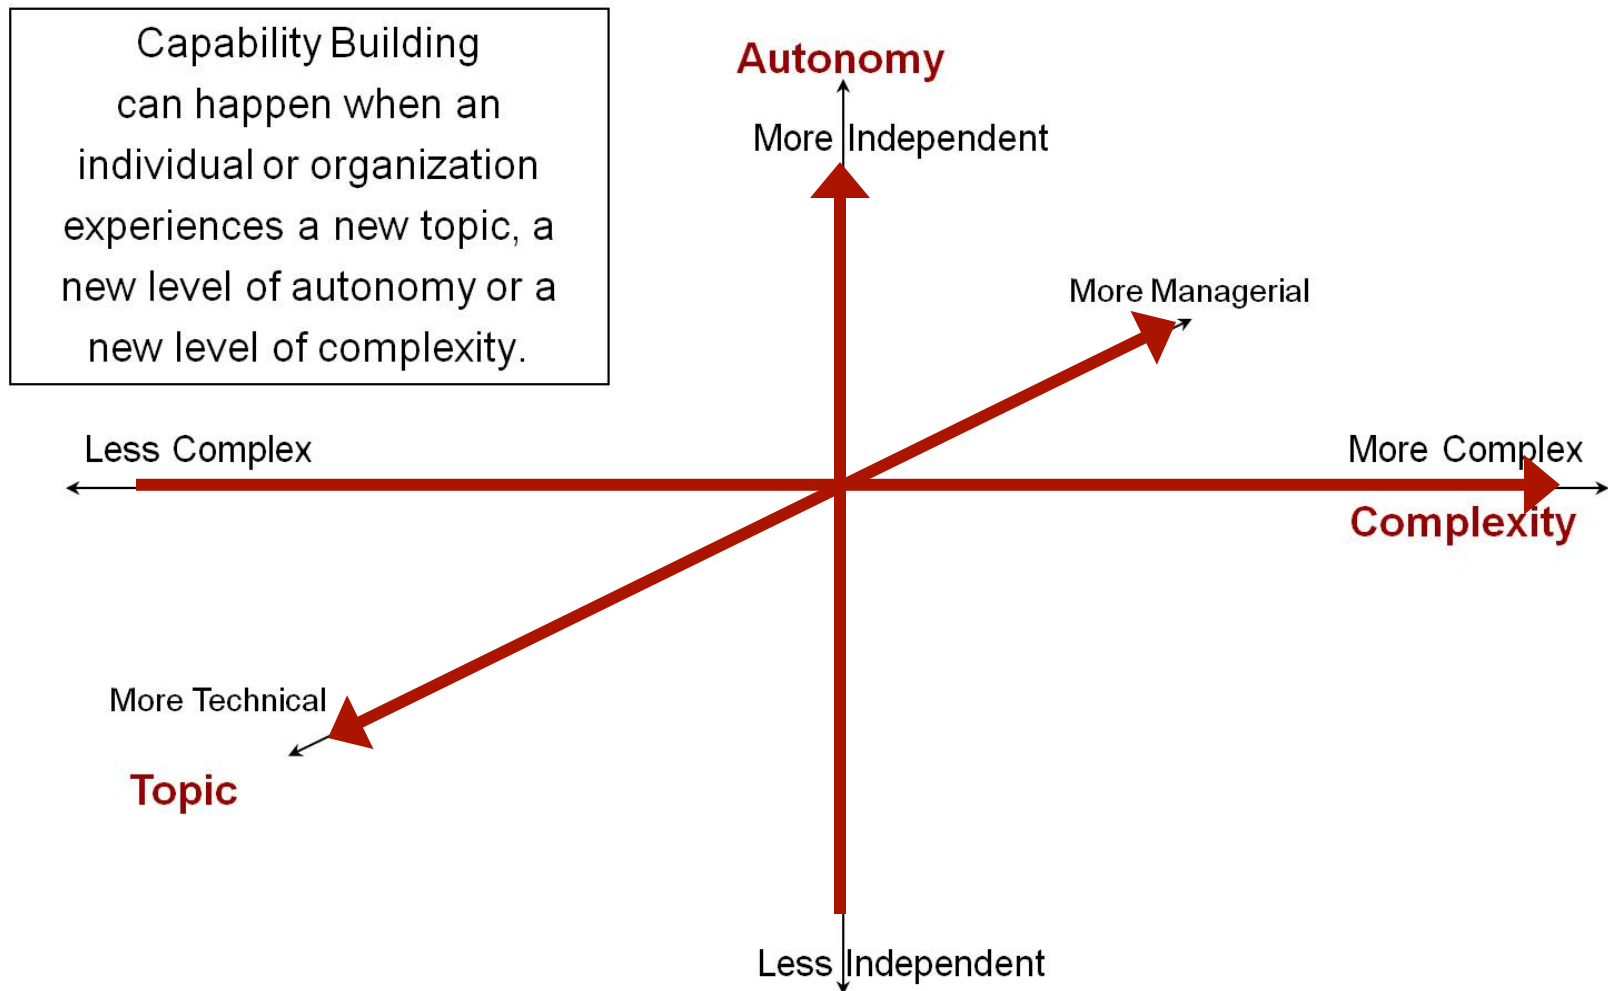 Capability Building
can happen when an
individual or organization
experiences a new topic, a
new level of autonomy or a
new level of complexity.
Autonomy
More Independent
More Managerial
Less Complex
More Complex
Complexity
More Technical
Topic
Less Independent